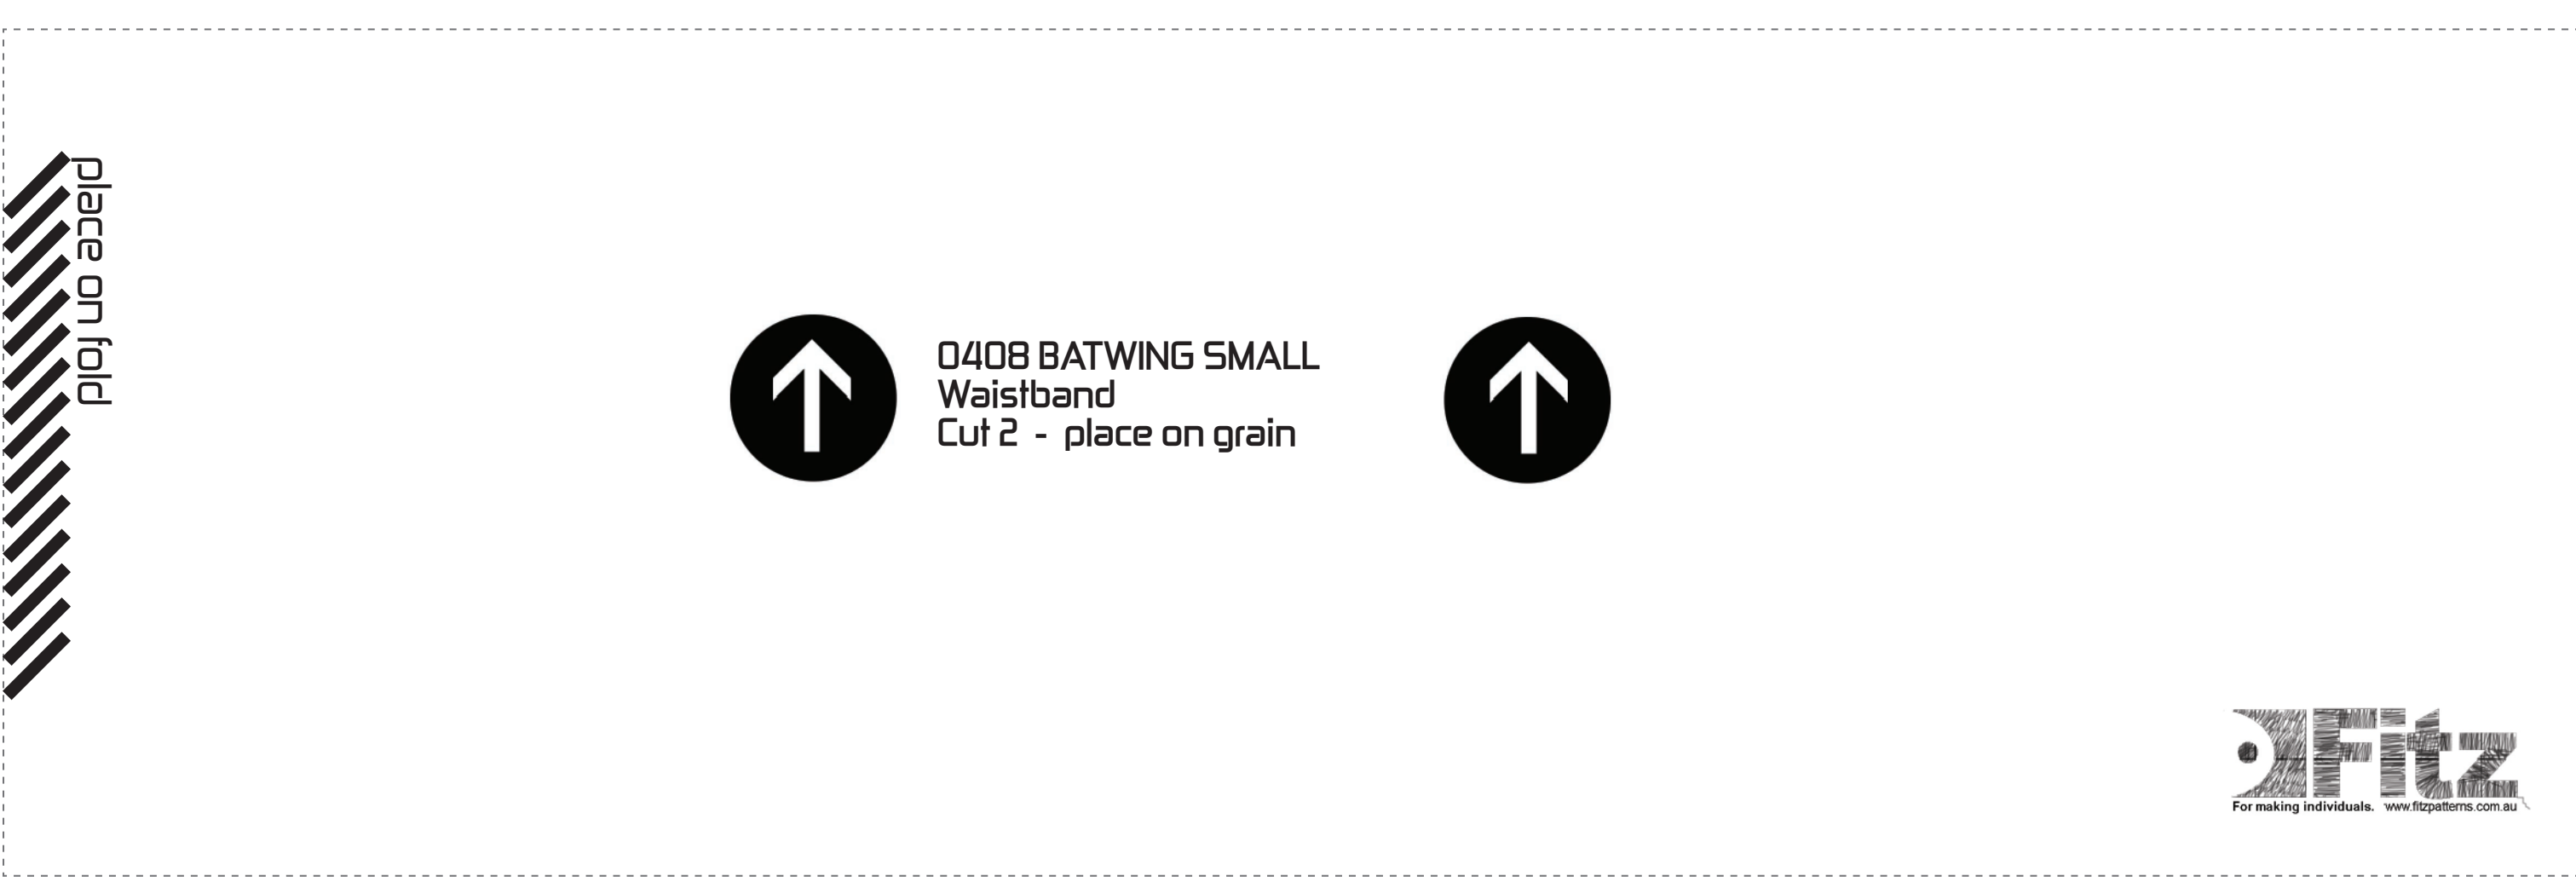 place on fold
0408 BATWING SMALL
Waistband
Cut 2 - place on grain
Fitz
For making individuals. www.fitzpatterns.com.au